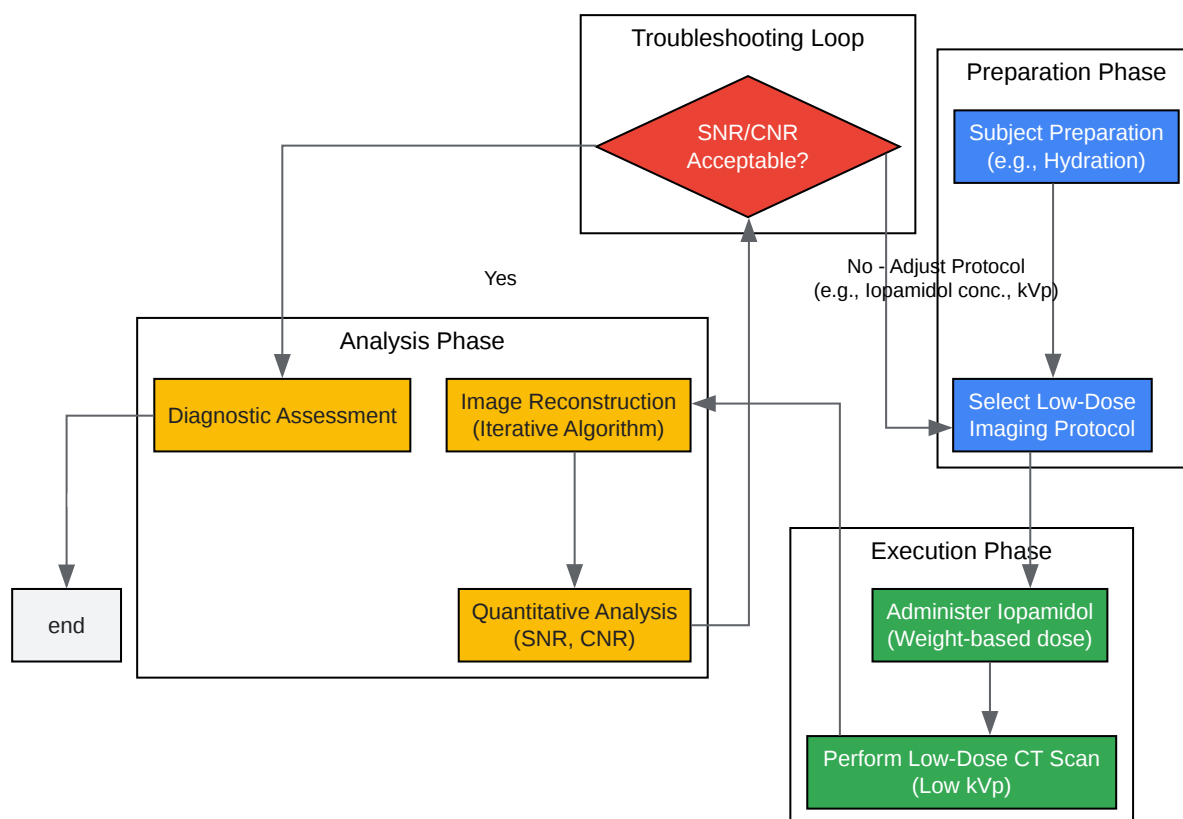 Troubleshooting Loop
SNR/CNR
Acceptable?
Preparation Phase
Subject Preparation
(e.g., Hydration)
Yes
No - Adjust Protocol
(e.g., Iopamidol conc., kVp)
Analysis Phase
Diagnostic Assessment
Image Reconstruction
(Iterative Algorithm)
Select Low-Dose
Imaging Protocol
Execution Phase
end
Quantitative Analysis
(SNR, CNR)
Administer Iopamidol
(Weight-based dose)
Perform Low-Dose CT Scan
(Low kVp)